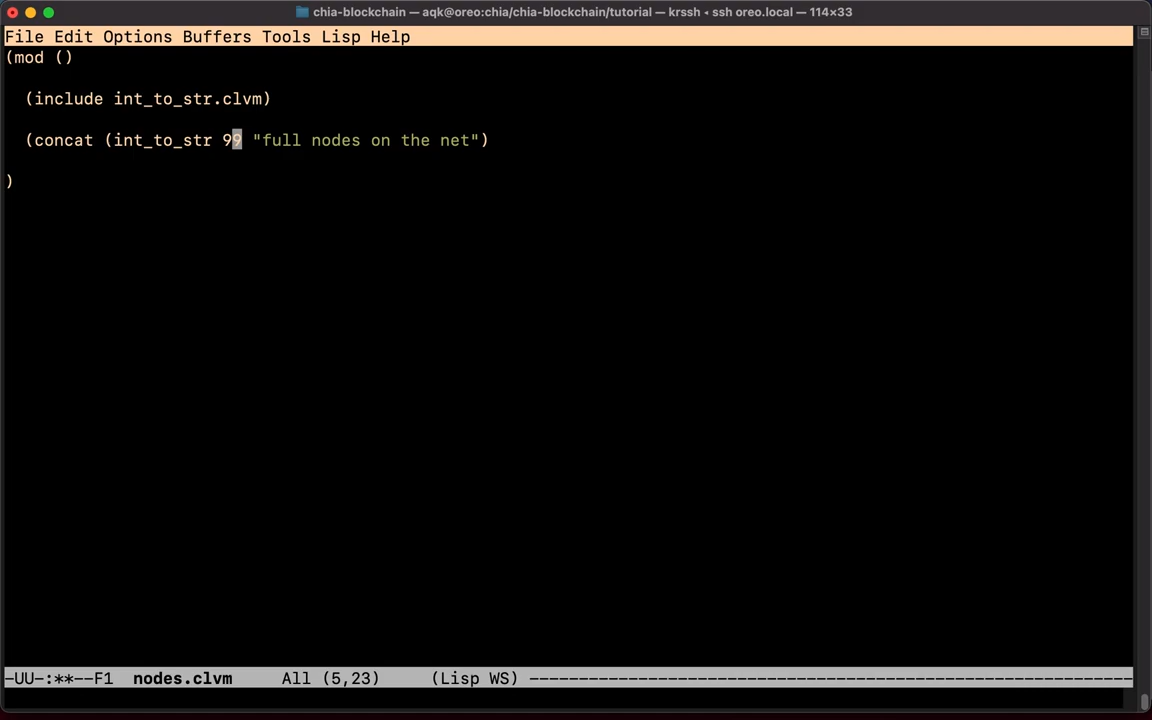 chia-blockchain — aqk@oreo:chia/chia-blockchain/tutorial — krssh ◂ ssh oreo.local — 114×33
File Edit Options Buffers Tools Lisp Help
(mod ()
(include int_to_str.clvm)
(concat (int_to_str 99 "full nodes on the net")
)
-UU-:**--F1  nodes.clvm     All (5,23)     (Lisp WS) -------------------------------------------------------------